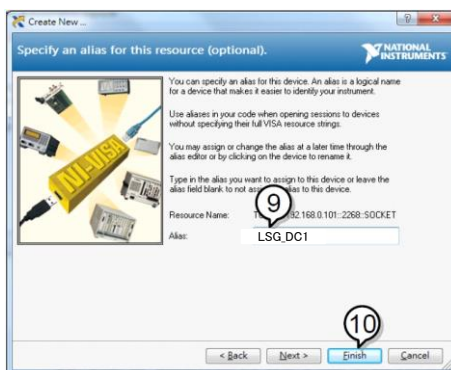 Create New ...
Specify an alias for this resource (optional).
NATIONAL
INSTRUMENTS
You can specify an alias for this device. An alias is a logical name
for a device that makes it easier to identify your instrument.
Use aliases in your code when opening sessions to devices
without specifying their full VISA resource strings.
You may assign or change the alias at a later time through the
alias editor or by clicking on the device to rename it.
Type in the alias you want to assign to this device or leave the
alias field blank to not alias to this device.
9
Resource Name: 192.168.0.101::2268::SOCKET
Alias: LSG_DC1
NI-VISA
10
< Back Next > Finish Cancel